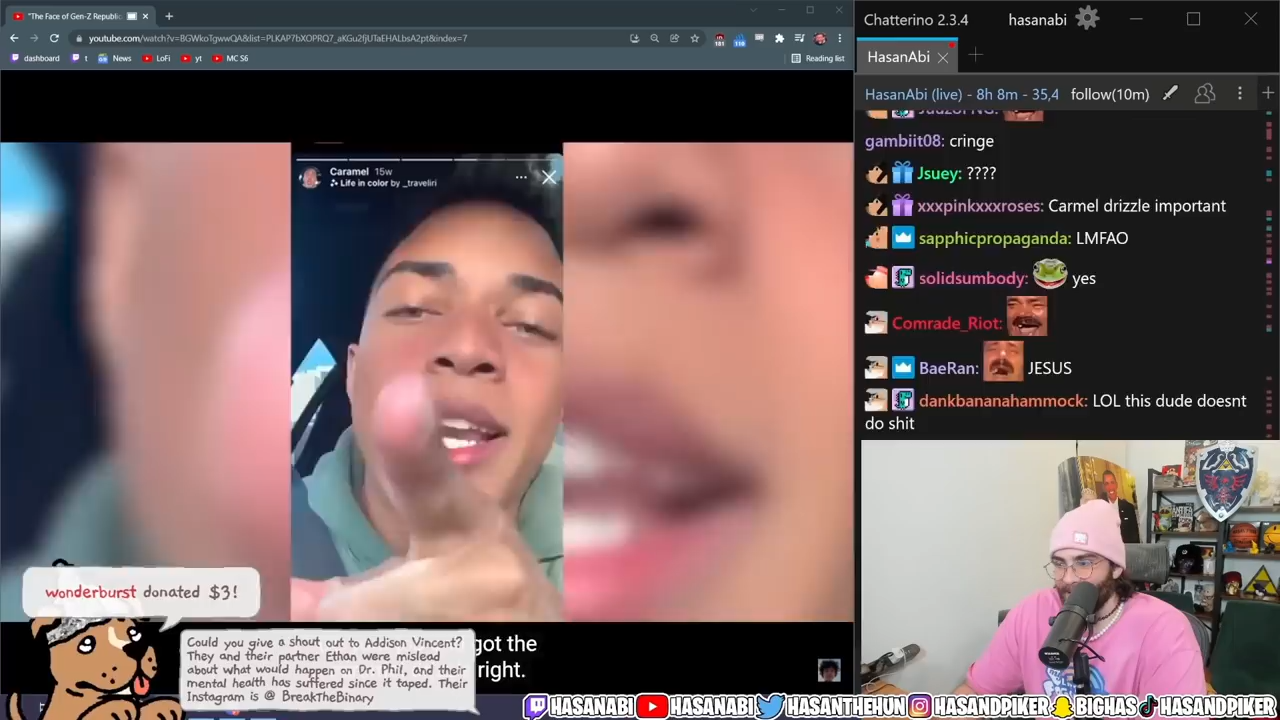 "The Face of Gen-Z Republic
youtube.com/watch?v=BGWkoTgwwQA&list=PLKAP7bXOPRQ7_aKGu2fjUTaEHALbsA2pt&index=7
181
118
dashboard
t
News
LoFi
yt
MC S6
Reading list
Caramel 15w
Life in color by _traveliri
got the
right.
wonderburst donated $3!
Could you give a shout out to Addison Vincent?
They and their partner Ethan were mislead
about what would happen on Dr. Phil, and their
mental health has suffered since it taped. Their
Instagram is @ BreakTheBinary
Chatterino 2.3.4
hasanabi
HasanAbi
HasanAbi (live) - 8h 8m - 35,4
follow(10m)
gambiit08: cringe
Jsuey: ????
xxxpinkxxxroses: Carmel drizzle important
sapphicpropaganda: LMFAO
solidsumbody: yes
Comrade_Riot:
BaeRan: JESUS
dankbananahammock: LOL this dude doesnt
do shit
HASANABI HASANABI HASANTHEHUN HASANDPIKER BIGHAS HASANDPIKER